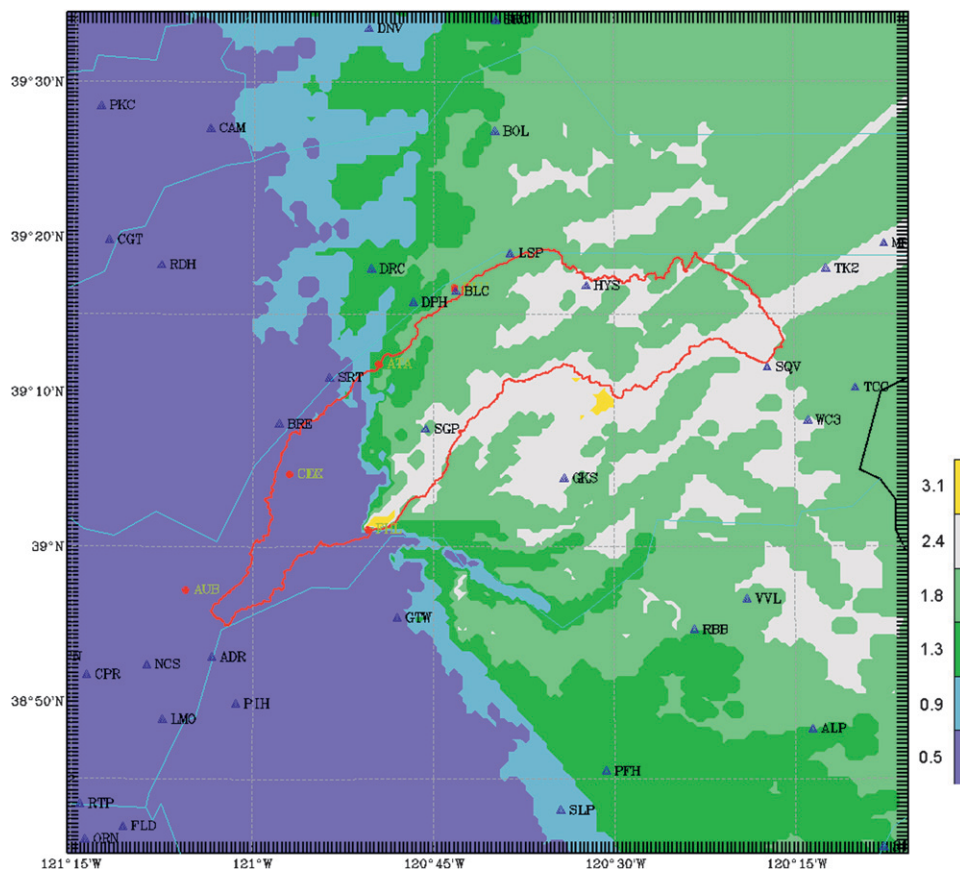 DNV
39°30'N
PKC
CAM
BOL
39°20'N
CGT
RDH
LSP
DRC
TK2
HYS
BLC
DPH
39°10'N
SRT
SQV
TCC
BRE
SGP
WC3
CEE
GKS
3.1
39°N
2.4
AUB
VVL
1.8
GTW
RBB
ADR
NCS
CPR
1.3
38°50'N
PIH
LMO
0.9
ALP
0.5
PFH
RTP
SLP
FLD
ORN
121°15'W
121°W
120°45'W
120°30'W
120°15'W